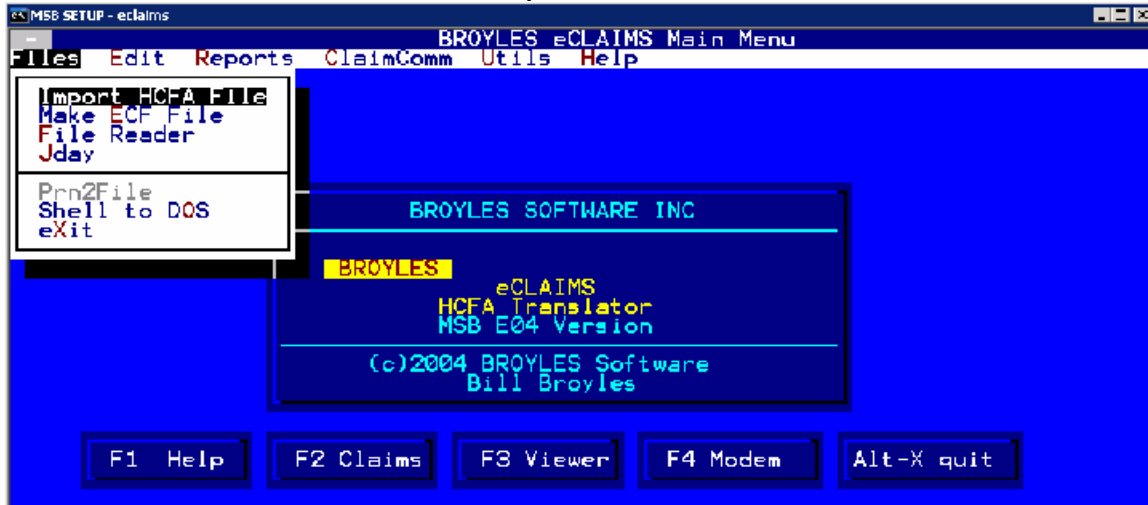 MSB SETUP - eclaims
BROYLES eCLAIMS Main Menu
FIles Edit Reports ClaimComm Utils Help
Import HCFA FIle
Make ECF File
File Reader
Jday
Prn2File
Shell to DOS
eXit
BROYLES SOFTWARE INC
BROYLES
eCLAIMS
HCFA Translator
MSB E04 Version
(c)2004 BROYLES Software
Bill Broyles
F1 Help F2 Claims F3 Viewer F4 Modem Alt-X quit